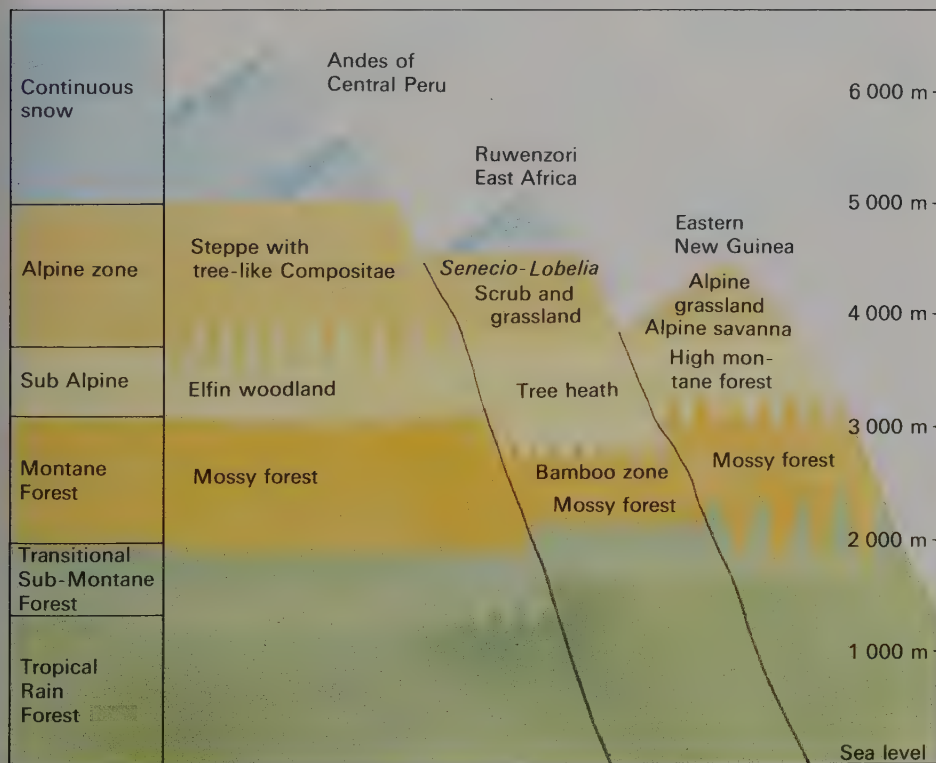 Continuous
snow
Alpine zone
Sub Alpine
Montane
Forest
Transitional
Sub-Montane
Forest
Tropical
Rain
Forest
Andes of
Central Peru
Steppe with
tree-like Compositae
Elfin woodland
Mossy forest
Ruwenzori
East Africa
Senecio-Lobelia
Scrub and
grassland
Tree heath
Bamboo zone
Mossy forest
Eastern
New Guinea
Alpine
grassland
Alpine savanna
High mon-
tane forest
Mossy forest
6 000 m
5 000 m
4 000 m
3 000 m
2 000 m
1 000 m
Sea level